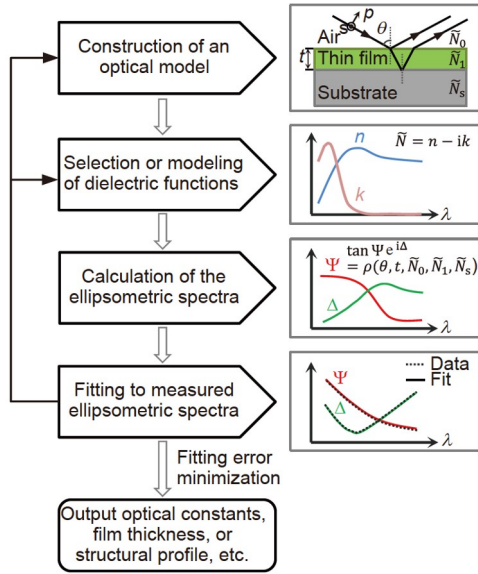 Construction of an
optical model
Air
s
p
θ
Ñ₀
t
Thin film
Ñ₁
Substrate
Ñₛ
Selection or modeling
of dielectric functions
n
Ñ = n − ik
k
λ
Calculation of the
ellipsometric spectra
tan Ψ e^{iΔ}
Ψ = ρ(θ, t, Ñ₀, Ñ₁, Ñₛ)
Δ
λ
Fitting to measured
ellipsometric spectra
Data
Ψ
Fit
Δ
λ
Fitting error
minimization
Output optical constants,
film thickness, or
structural profile, etc.